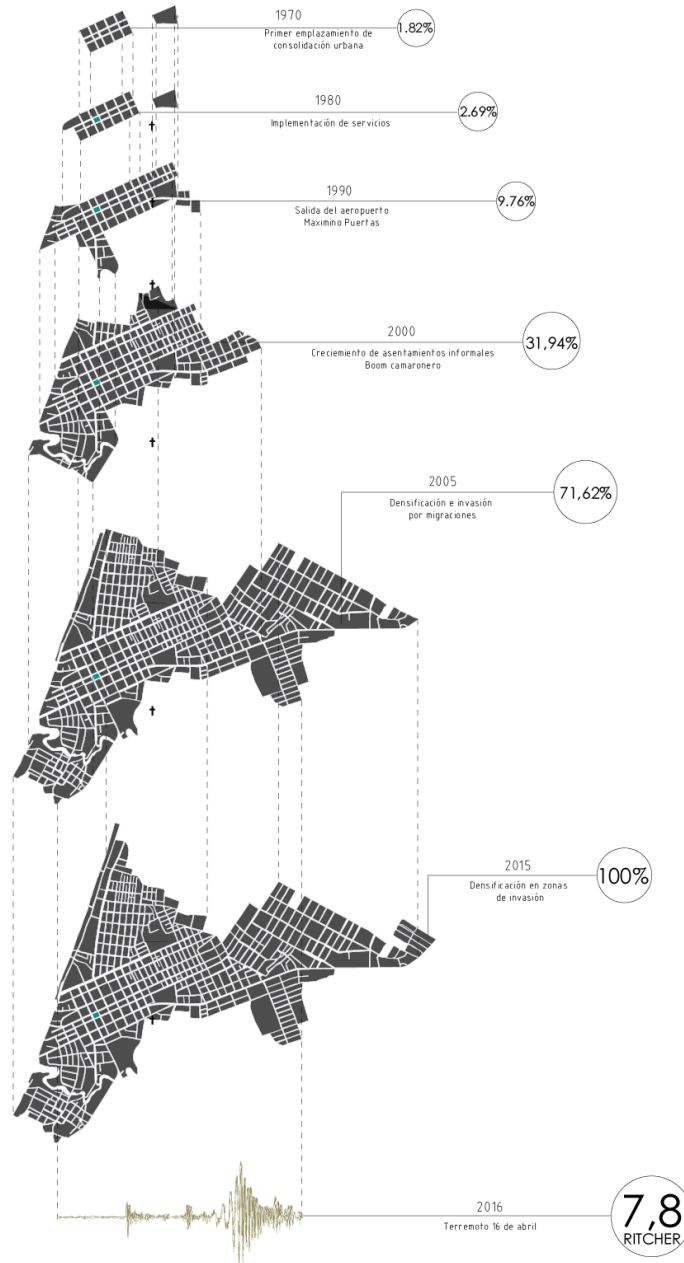 1970
Primer emplazamiento de
consolidación urbana
1.82%
1980
Implementación de servicios
2.69%
1990
Salida del aeropuerto
Maximino Puertas
9.76%
2000
Creciemiento de asentamientos informales
Boom camaronero
31,94%
2005
Densificación e invasión
por migraciones
71,62%
2015
Densificación en zonas
de invasión
100%
2016
Terremoto 16 de abril
7,8
RITCHER